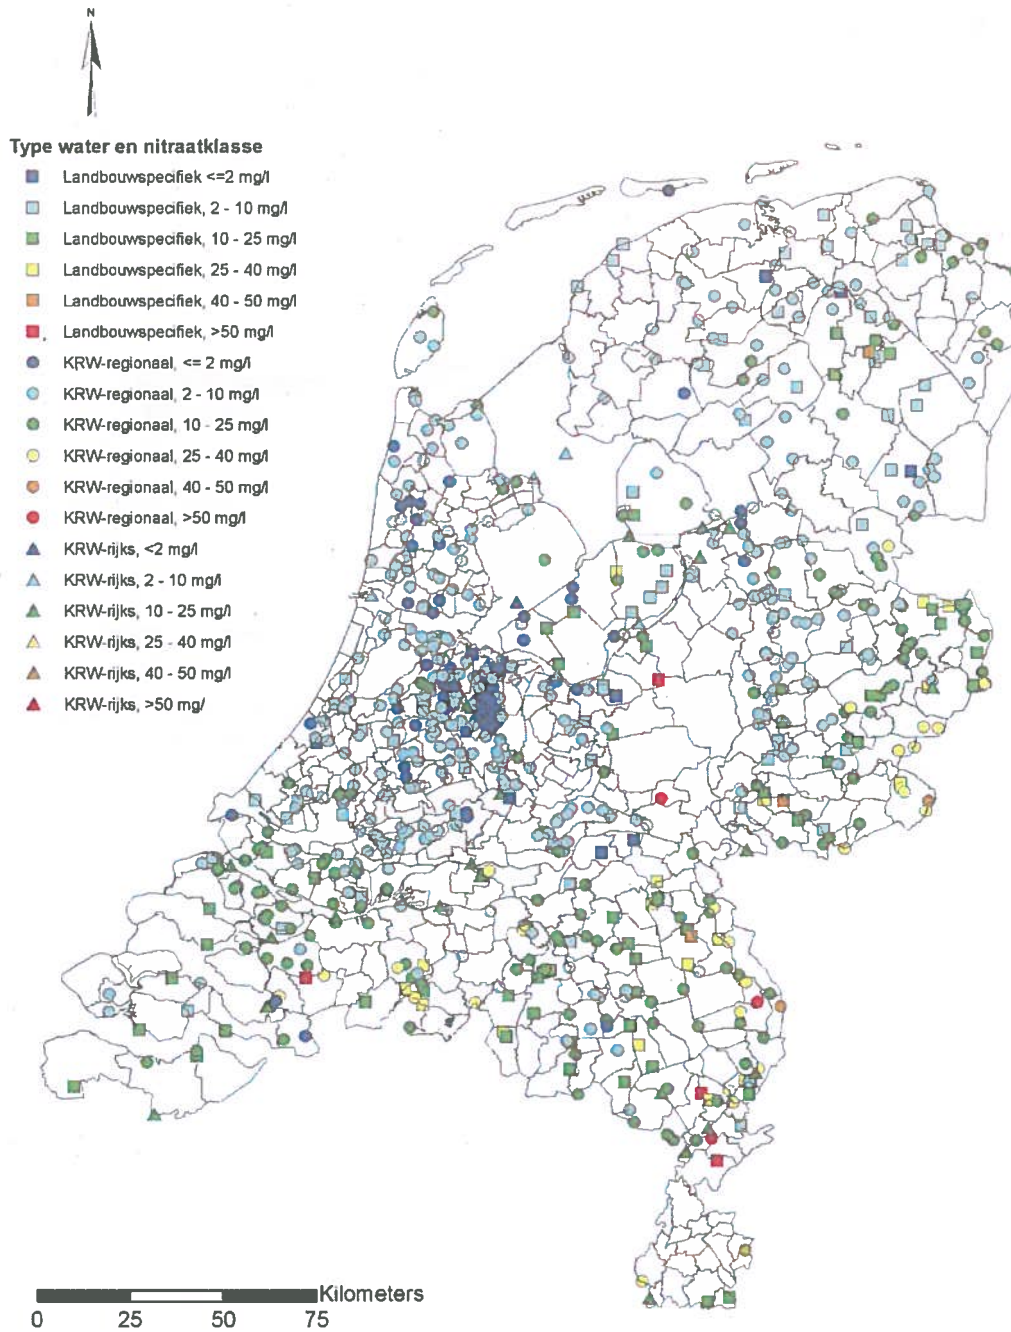 N
Type water en nitraatklasse
Landbouwspecifiek <=2 mg/l
Landbouwspecifiek, 2 - 10 mg/l
Landbouwspecifiek, 10 - 25 mg/l
Landbouwspecifiek, 25 - 40 mg/l
Landbouwspecifiek, 40 - 50 mg/l
Landbouwspecifiek, >50 mg/l
KRW-regionaal, <= 2 mg/l
KRW-regionaal, 2 - 10 mg/l
KRW-regionaal, 10 - 25 mg/l
KRW-regionaal, 25 - 40 mg/l
KRW-regionaal, 40 - 50 mg/l
KRW-regionaal, >50 mg/l
KRW-rijks, <2 mg/l
KRW-rijks, 2 - 10 mg/l
KRW-rijks, 10 - 25 mg/l
KRW-rijks, 25 - 40 mg/l
KRW-rijks, 40 - 50 mg/l
KRW-rijks, >50 mg/
Kilometers
0 25 50 75